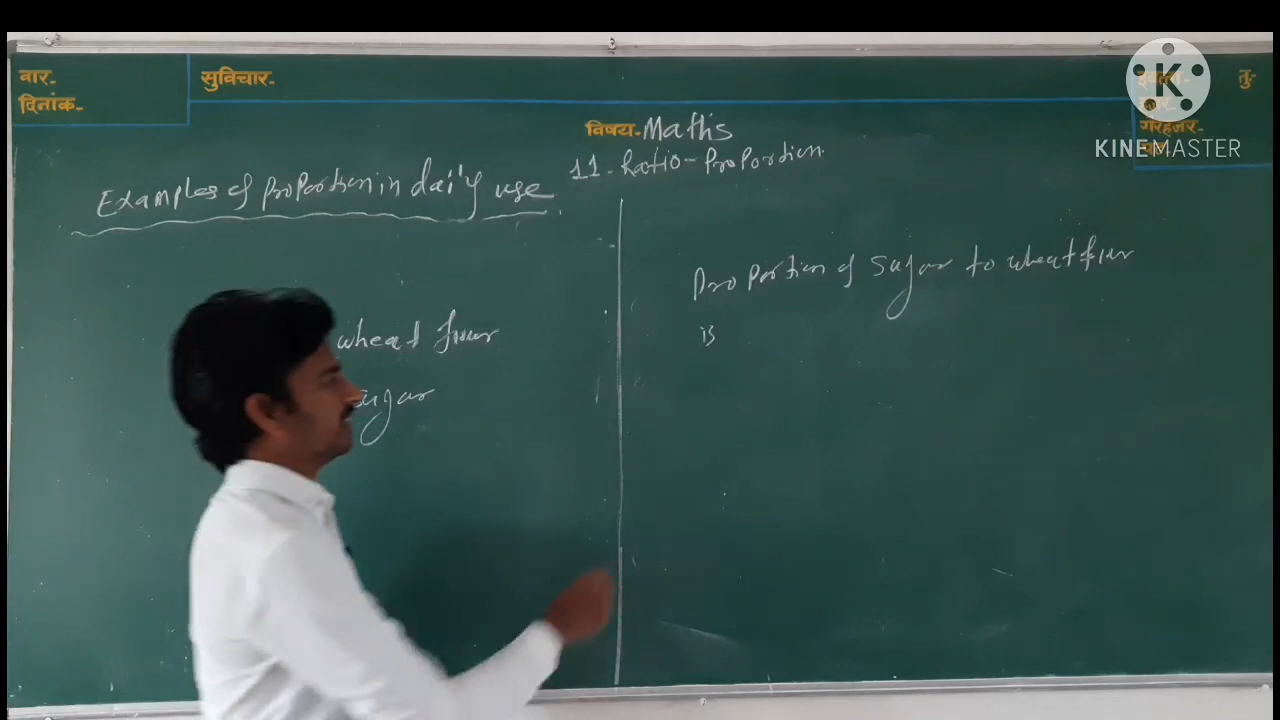 वार-
दिनांक-
सुविचार-
विषय- Maths
11. Ratio-Proportion.
KINEMASTER
Examples of proportion in daily use
wheat flour
sugar
Proportion of sugar to wheat flour
is